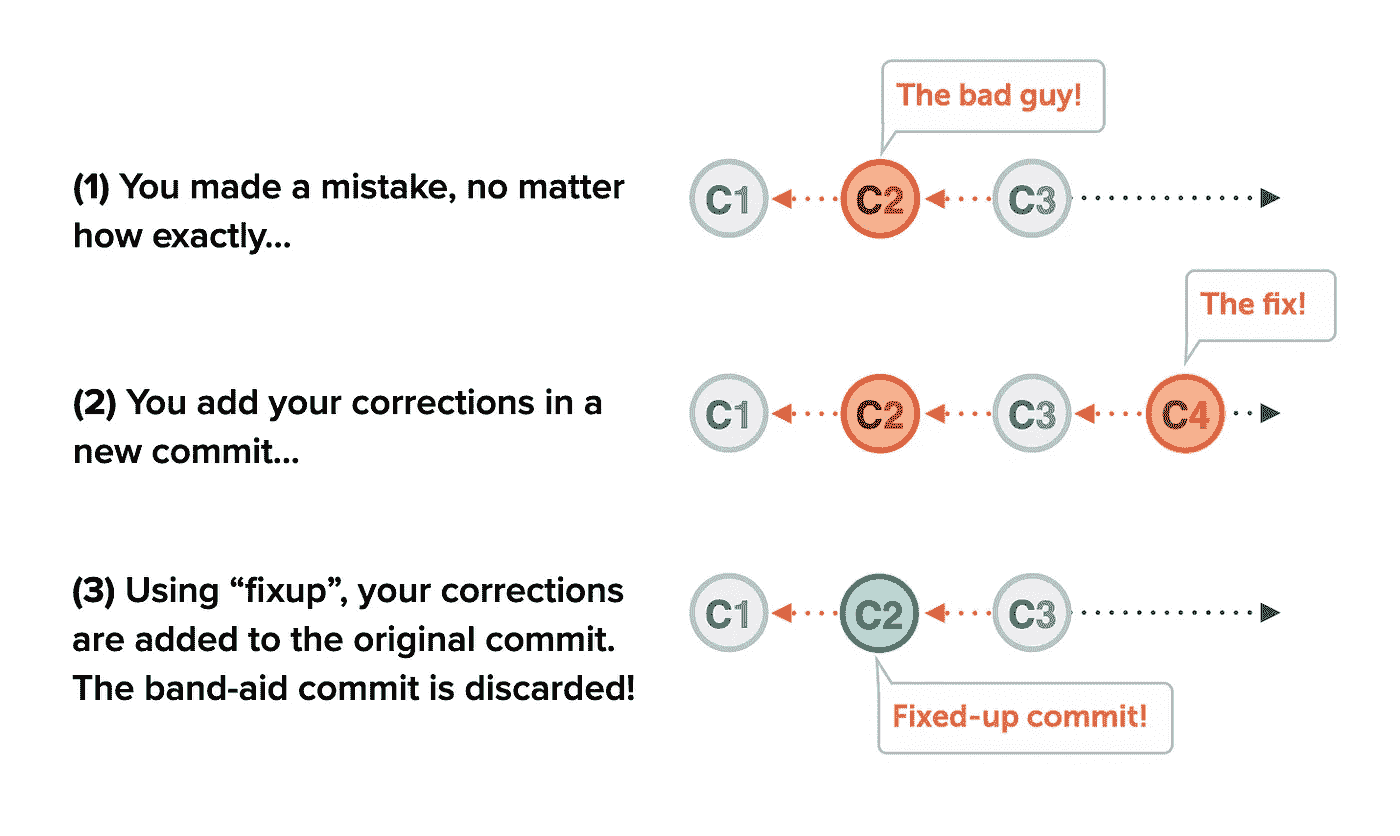 The bad guy!
(1) You made a mistake, no matter
how exactly...
C1 C2 C3
The fix!
(2) You add your corrections in a
new commit...
C1 C2 C3 C4
(3) Using “fixup”, your corrections
are added to the original commit.
The band-aid commit is discarded!
C1 C2 C3
Fixed-up commit!